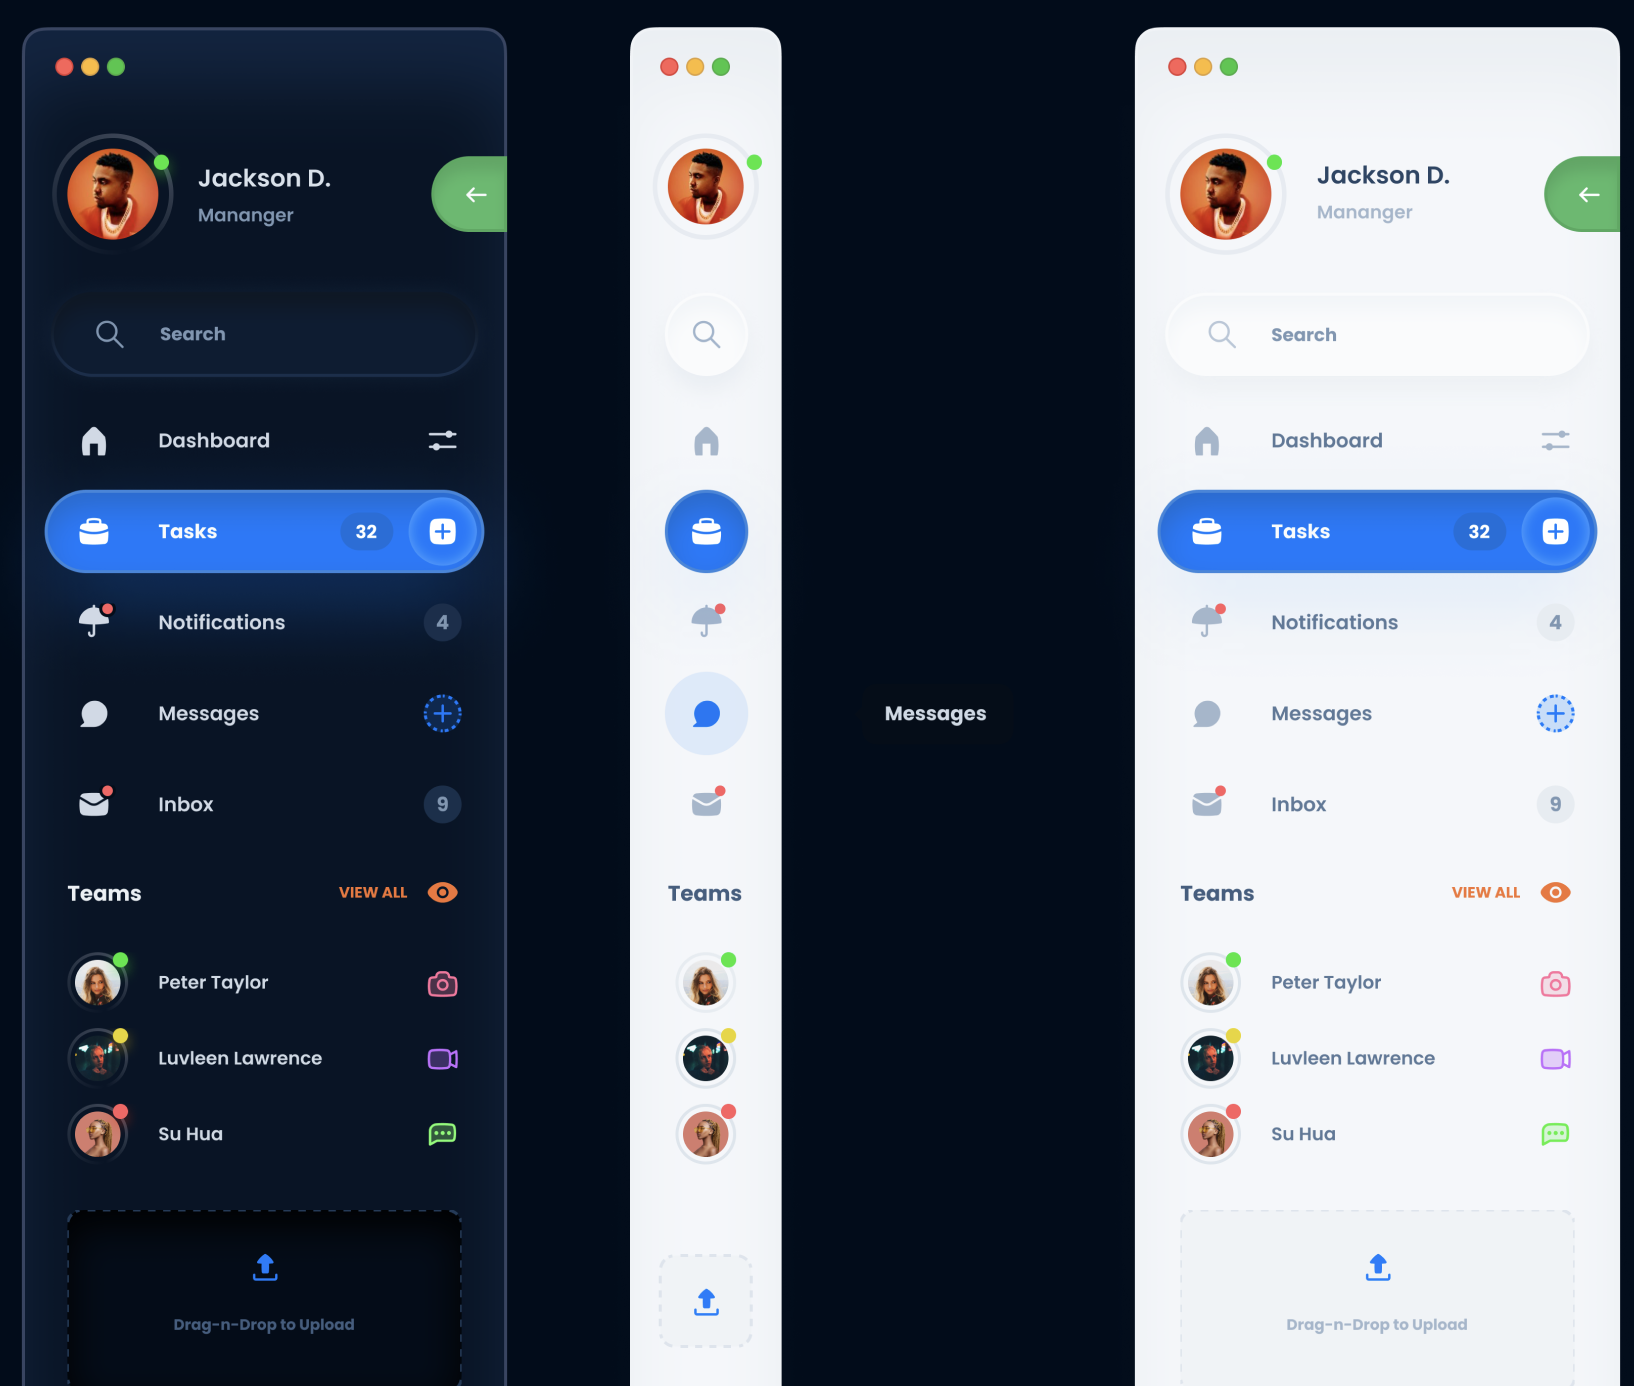 Jackson D.
Mananger
Search
Dashboard
Tasks
32
Notifications
4
Messages
Inbox
9
Teams
VIEW ALL
Peter Taylor
Luvleen Lawrence
Su Hua
Drag-n-Drop to Upload
Teams
Messages
Jackson D.
Mananger
Search
Dashboard
Tasks
32
Notifications
4
Messages
Inbox
9
Teams
VIEW ALL
Peter Taylor
Luvleen Lawrence
Su Hua
Drag-n-Drop to Upload